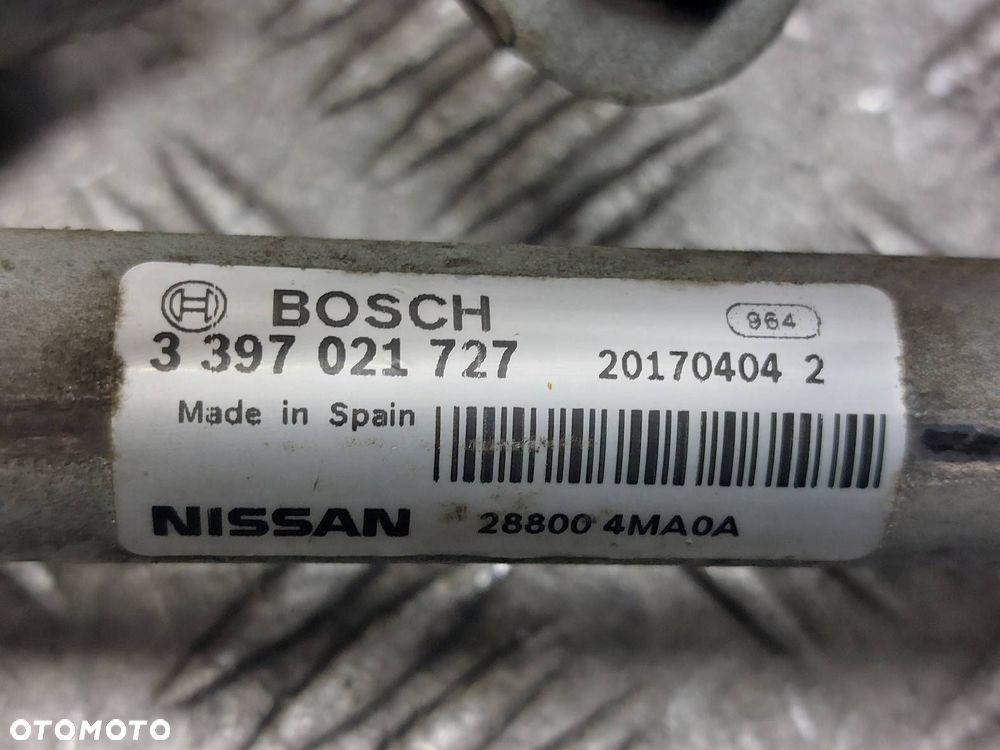 BOSCH
964
3 397 021 727
20170404 2
Made in Spain
NISSAN
28800 4MA0A
OTOMOTO